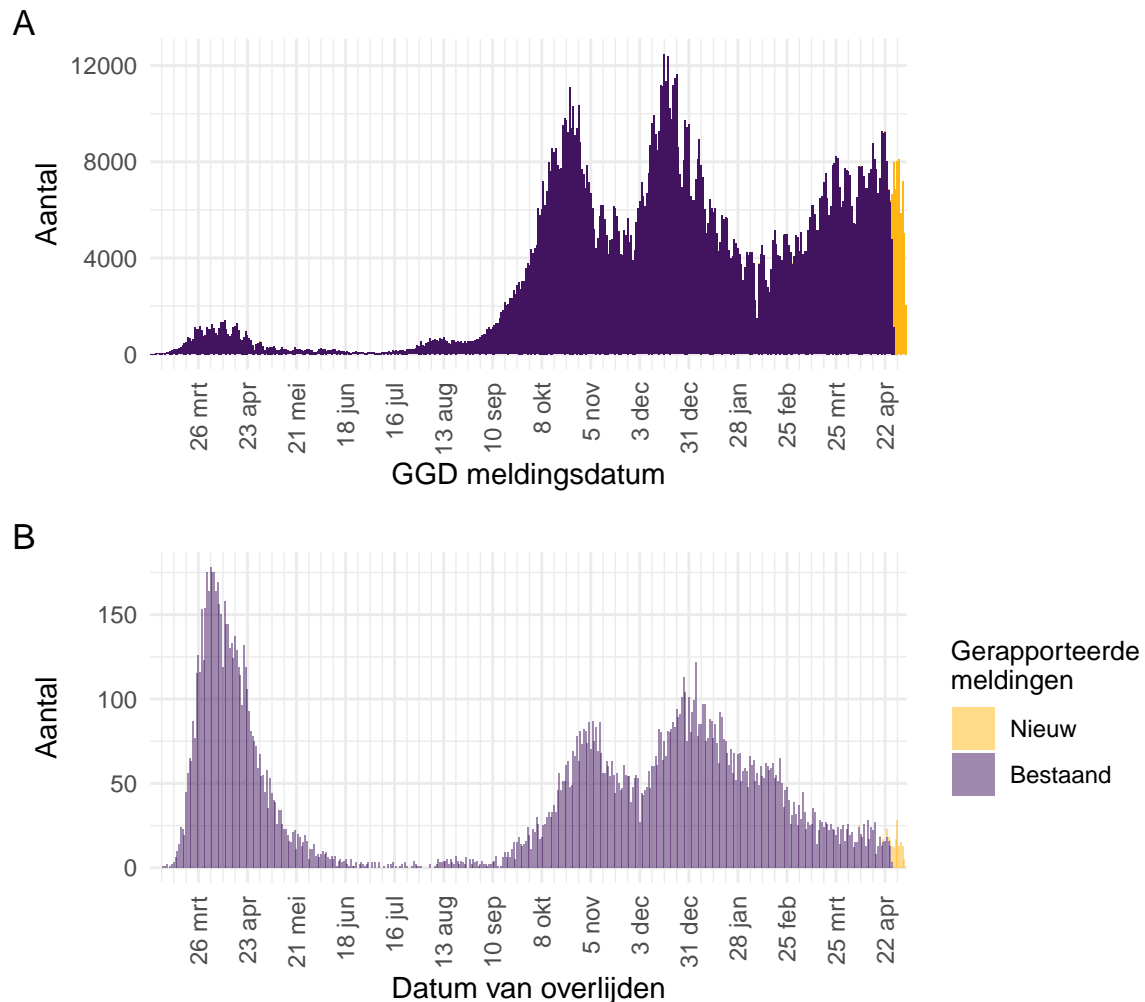 A
Aantal
12000
8000
4000
0
26 mrt
23 apr
21 mei
18 jun
16 jul
13 aug
10 sep
8 okt
5 nov
3 dec
31 dec
28 jan
25 feb
25 mrt
22 apr
GGD meldingsdatum
B
Aantal
150
100
50
0
26 mrt
23 apr
21 mei
18 jun
16 jul
13 aug
10 sep
8 okt
5 nov
3 dec
31 dec
28 jan
25 feb
25 mrt
22 apr
Datum van overlijden
Gerapporteerde
meldingen
Nieuw
Bestaand